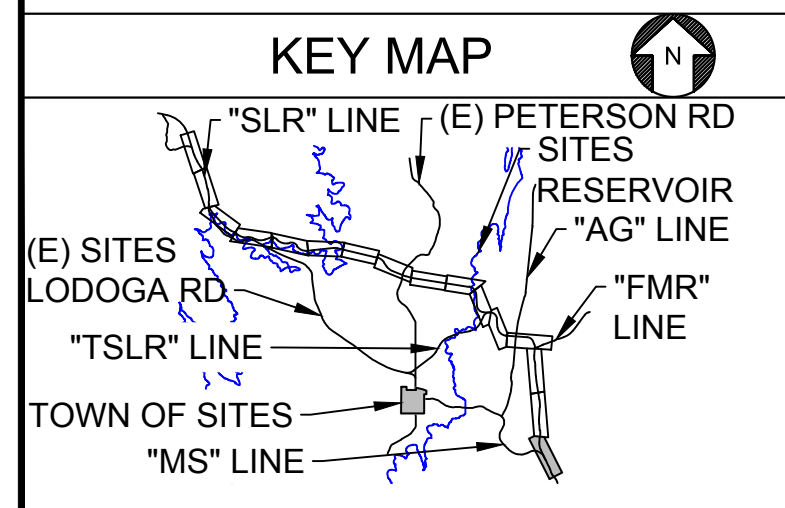 KEY MAP
N
"SLR" LINE
(E) PETERSON RD
SITES
RESERVOIR
"AG" LINE
(E) SITES
LODOGA RD
"FMR"
LINE
"TSLR" LINE
TOWN OF SITES
"MS" LINE